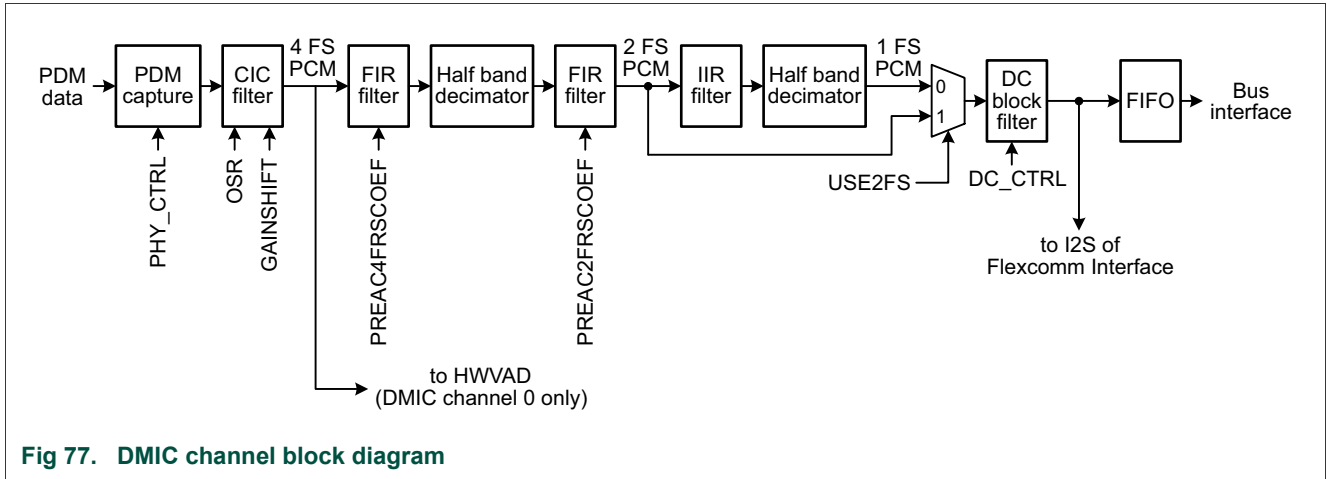 PDM
data
PDM
capture
CIC
filter
4 FS
PCM
FIR
filter
Half band
decimator
FIR
filter
2 FS
PCM
IIR
filter
Half band
decimator
1 FS
PCM
0
1
DC
block
filter
FIFO
Bus
interface
PHY_CTRL
OSR
GAINSHIFT
PREAC4FRSCOEF
PREAC2FRSCOEF
USE2FS
DC_CTRL
to I2S of
Flexcomm Interface
to HWVAD
(DMIC channel 0 only)
Fig 77. DMIC channel block diagram